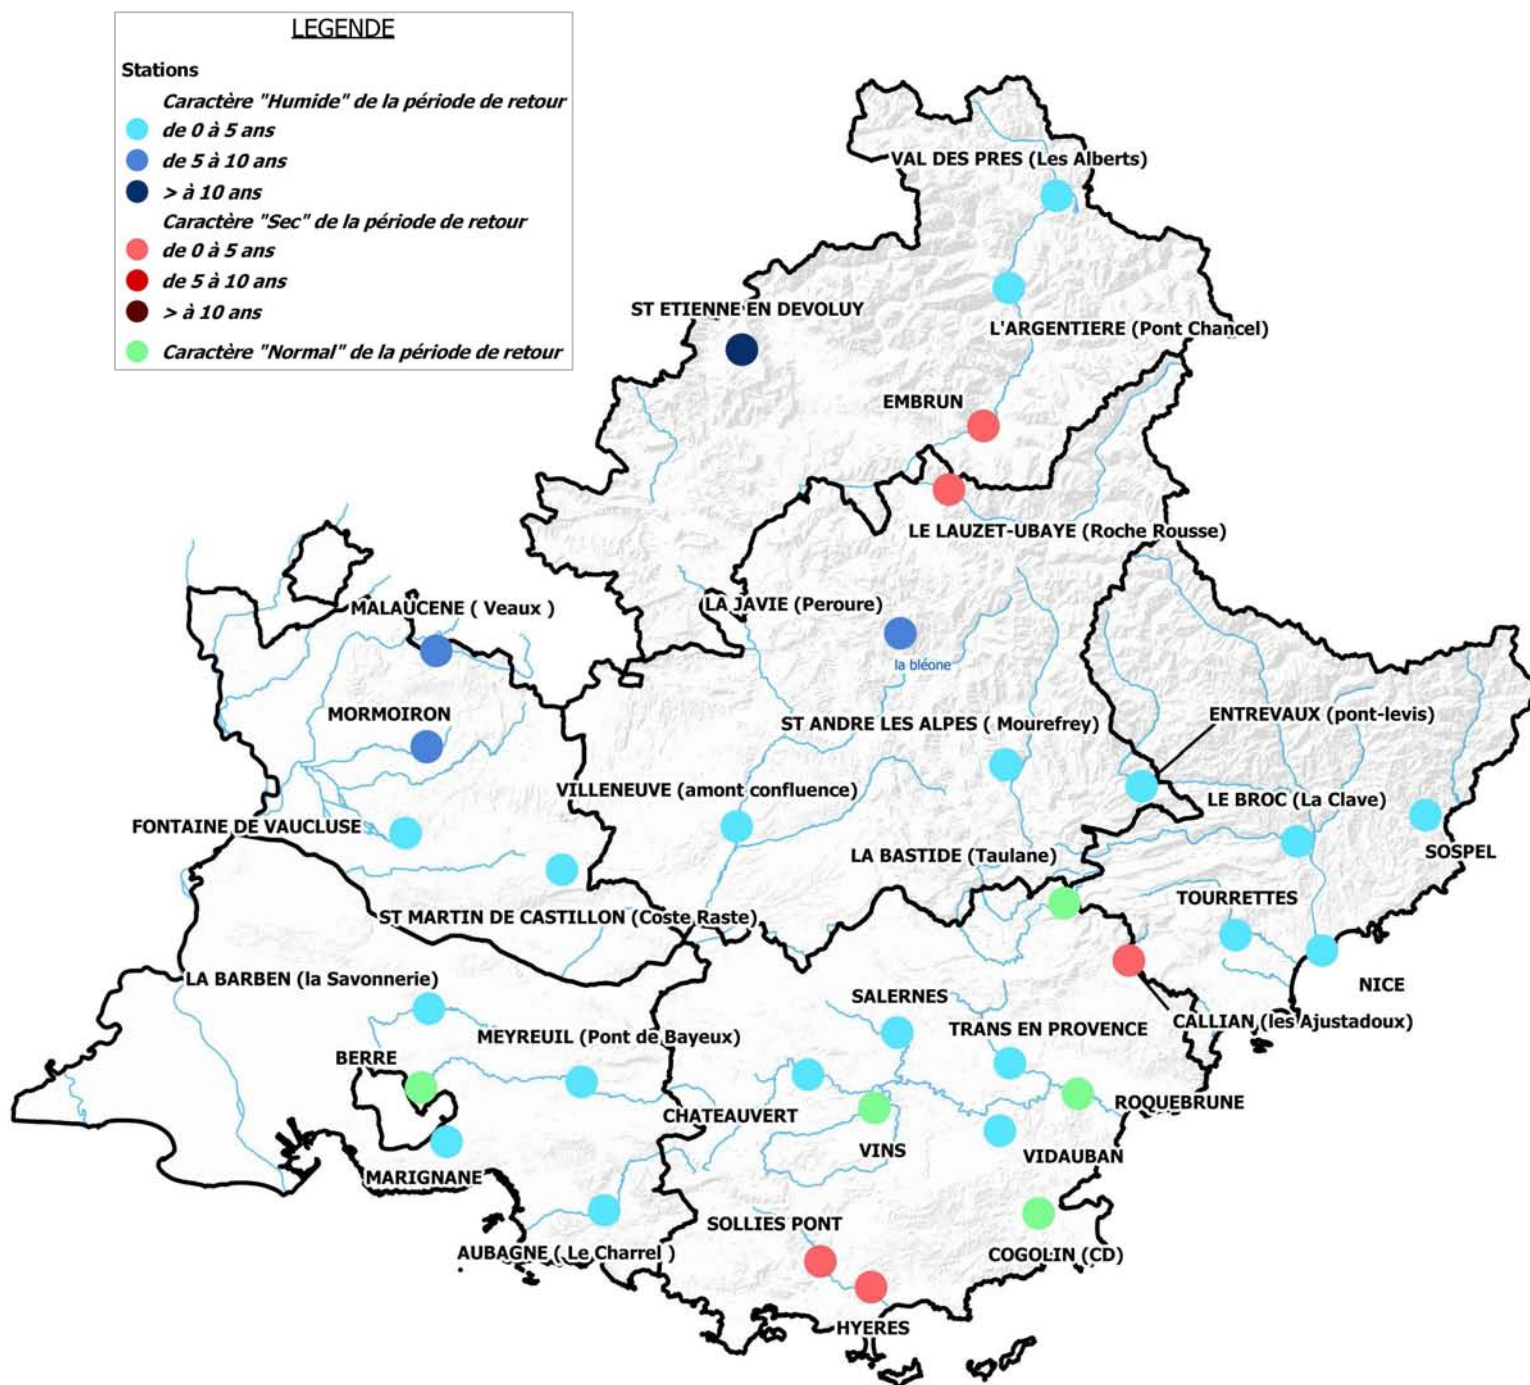 LEGENDE
Stations
Caractère "Humide" de la période de retour
de 0 à 5 ans
de 5 à 10 ans
> à 10 ans
Caractère "Sec" de la période de retour
de 0 à 5 ans
de 5 à 10 ans
> à 10 ans
Caractère "Normal" de la période de retour
VAL DES PRES (Les Alberts)
ST ETIENNE EN DEVOLUY
L'ARGENTIERE (Pont Chancel)
EMBRUN
LE LAUZET-UBAYE (Roche Rousse)
MALAUCENE ( Veaux )
LA JAVIE (Peroure)
la bléone
MORMOIRON
ST ANDRE LES ALPES ( Mourefrey)
ENTREVAUX (pont-levis)
VILLENEUVE (amont confluence)
LE BROC (La Clave)
FONTAINE DE VAUCLUSE
LA BASTIDE (Taulane)
SOSPEL
TOURRETTES
ST MARTIN DE CASTILLON (Coste Raste)
LA BARBEN (la Savonnerie)
NICE
SALERNES
CALLIAN (les Ajustadoux)
TRANS EN PROVENCE
MEYREUIL (Pont de Bayeux)
BERRE
ROQUEBRUNE
CHATEAUVERT
VINS
VIDAUBAN
MARIGNANE
SOLLIES PONT
AUBAGNE ( Le Charrel )
COGOLIN (CD)
HYERES